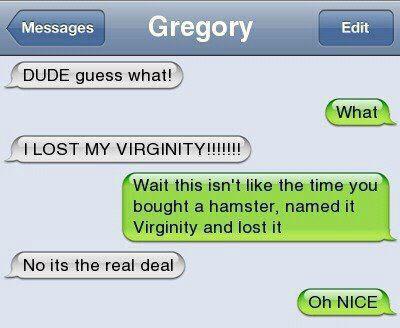 Messages
Gregory
Edit
DUDE guess what!
What
I LOST MY VIRGINITY!!!!!!!
Wait this isn't like the time you
bought a hamster, named it
Virginity and lost it
No its the real deal
Oh NICE